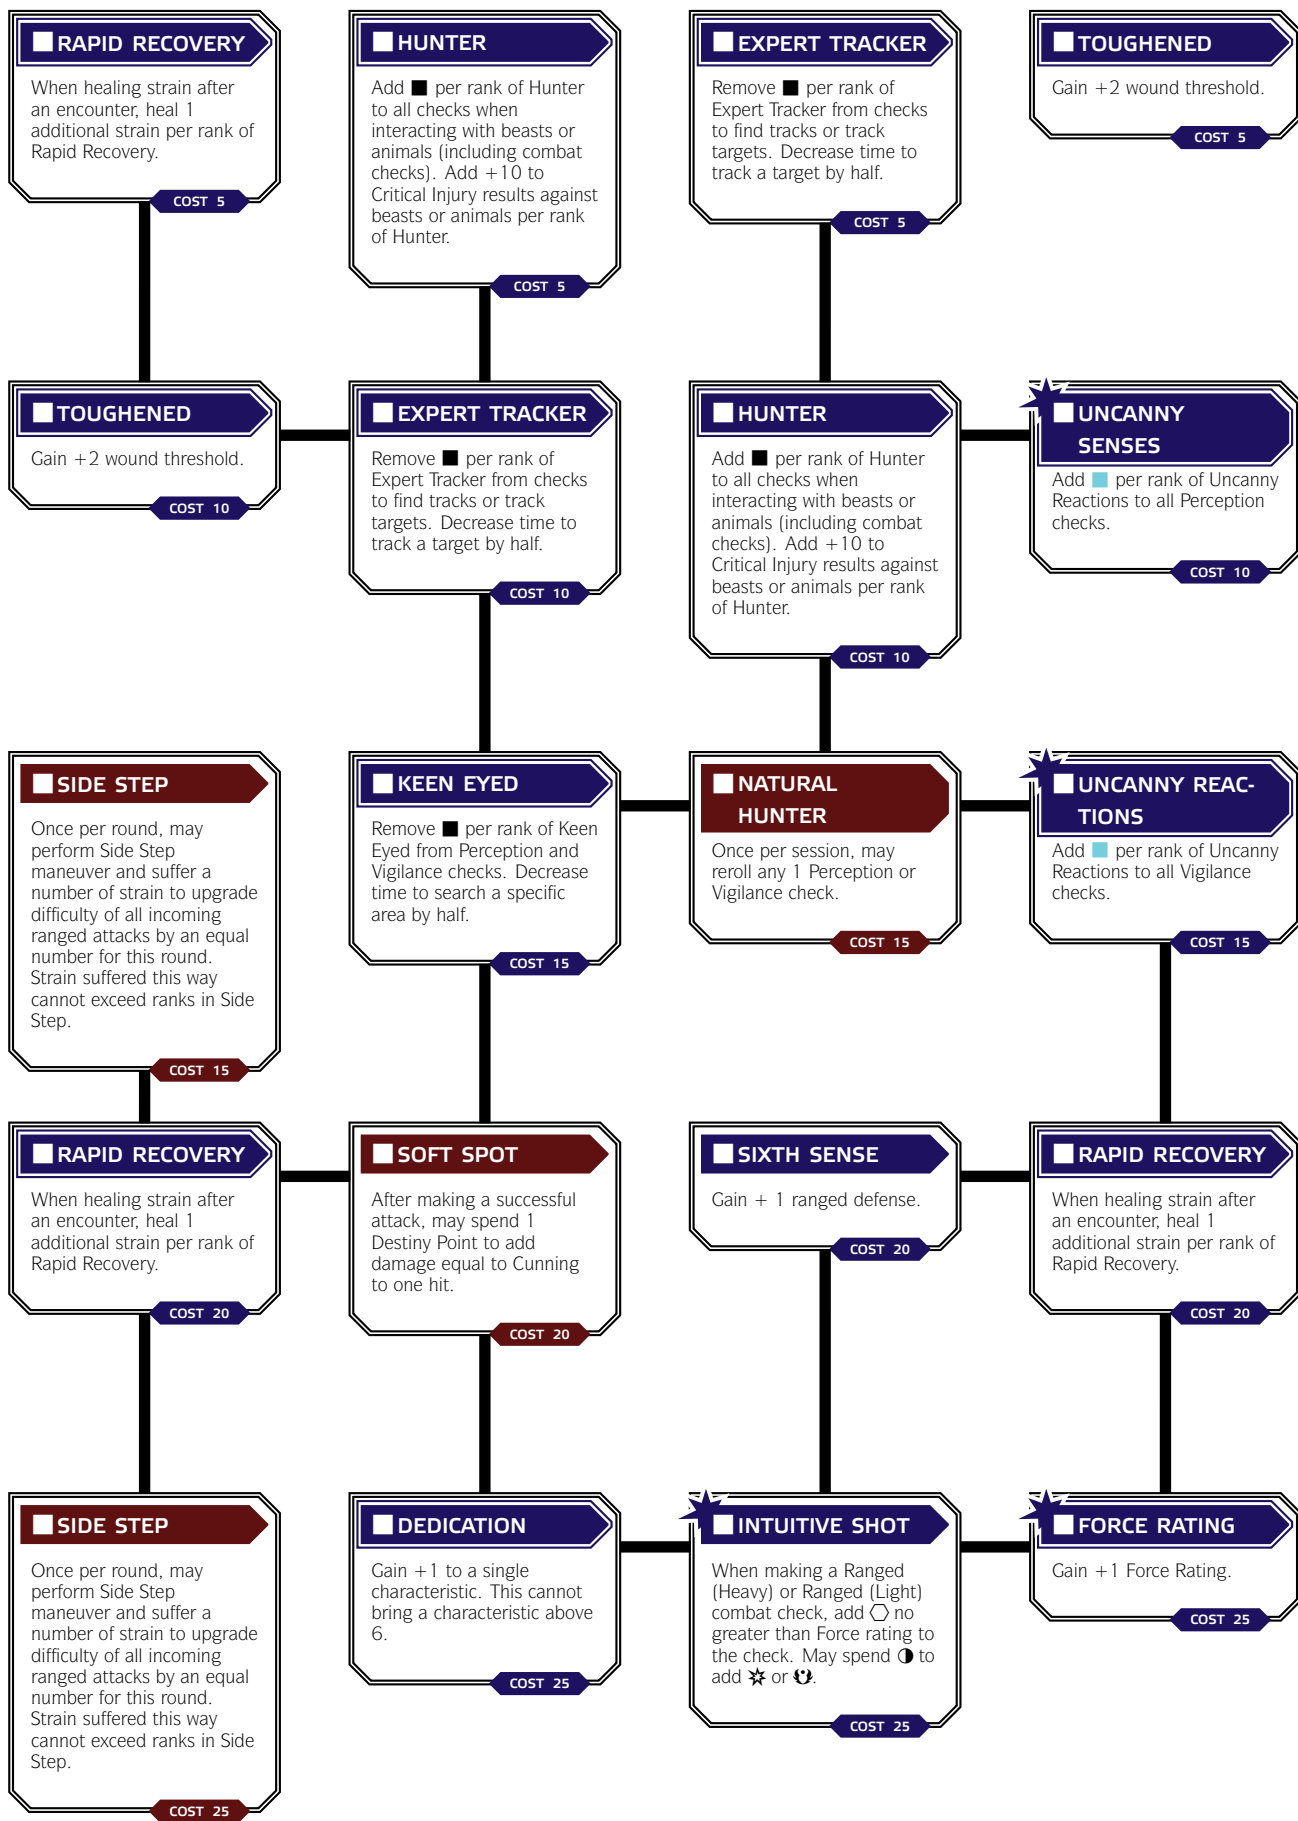 RAPID RECOVERY
When healing strain after
an encounter, heal 1
additional strain per rank of
Rapid Recovery.
COST 5
HUNTER
Add ■ per rank of Hunter
to all checks when
interacting with beasts or
animals (including combat
checks). Add +10 to
Critical Injury results against
beasts or animals per rank
of Hunter.
COST 5
EXPERT TRACKER
Remove ■ per rank of
Expert Tracker from checks
to find tracks or track
targets. Decrease time to
track a target by half.
COST 5
TOUGHENED
Gain +2 wound threshold.
COST 5
TOUGHENED
Gain +2 wound threshold.
COST 10
EXPERT TRACKER
Remove ■ per rank of
Expert Tracker from checks
to find tracks or track
targets. Decrease time to
track a target by half.
COST 10
HUNTER
Add ■ per rank of Hunter
to all checks when
interacting with beasts or
animals (including combat
checks). Add +10 to
Critical Injury results against
beasts or animals per rank
of Hunter.
COST 10
UNCANNY
SENSES
Add ■ per rank of Uncanny
Reactions to all Perception
checks.
COST 10
SIDE STEP
Once per round, may
perform Side Step
maneuver and suffer a
number of strain to upgrade
difficulty of all incoming
ranged attacks by an equal
number for this round.
Strain suffered this way
cannot exceed ranks in Side
Step.
COST 15
KEEN EYED
Remove ■ per rank of Keen
Eyed from Perception and
Vigilance checks. Decrease
time to search a specific
area by half.
COST 15
NATURAL
HUNTER
Once per session, may
reroll any 1 Perception or
Vigilance check.
COST 15
UNCANNY REAC-
TIONS
Add ■ per rank of Uncanny
Reactions to all Vigilance
checks.
COST 15
RAPID RECOVERY
When healing strain after
an encounter, heal 1
additional strain per rank of
Rapid Recovery.
COST 20
SOFT SPOT
After making a successful
attack, may spend 1
Destiny Point to add
damage equal to Cunning
to one hit.
COST 20
SIXTH SENSE
Gain + 1 ranged defense.
COST 20
RAPID RECOVERY
When healing strain after
an encounter, heal 1
additional strain per rank of
Rapid Recovery.
COST 20
SIDE STEP
Once per round, may
perform Side Step
maneuver and suffer a
number of strain to upgrade
difficulty of all incoming
ranged attacks by an equal
number for this round.
Strain suffered this way
cannot exceed ranks in Side
Step.
COST 25
DEDICATION
Gain +1 to a single
characteristic. This cannot
bring a characteristic above
6.
COST 25
INTUITIVE SHOT
When making a Ranged
(Heavy) or Ranged (Light)
combat check, add ⬡ no
greater than Force rating to
the check. May spend ◑ to
add or .
COST 25
FORCE RATING
Gain +1 Force Rating.
COST 25